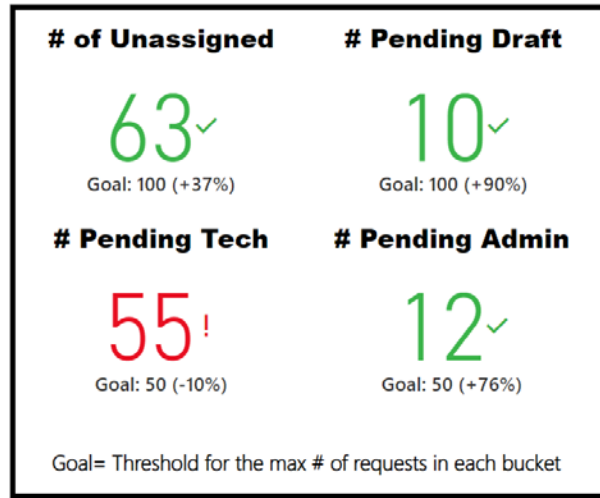 # of Unassigned
63
Goal: 100 (+37%)
# Pending Draft
10
Goal: 100 (+90%)
# Pending Tech
55!
Goal: 50 (-10%)
# Pending Admin
12
Goal: 50 (+76%)
Goal= Threshold for the max # of requests in each bucket